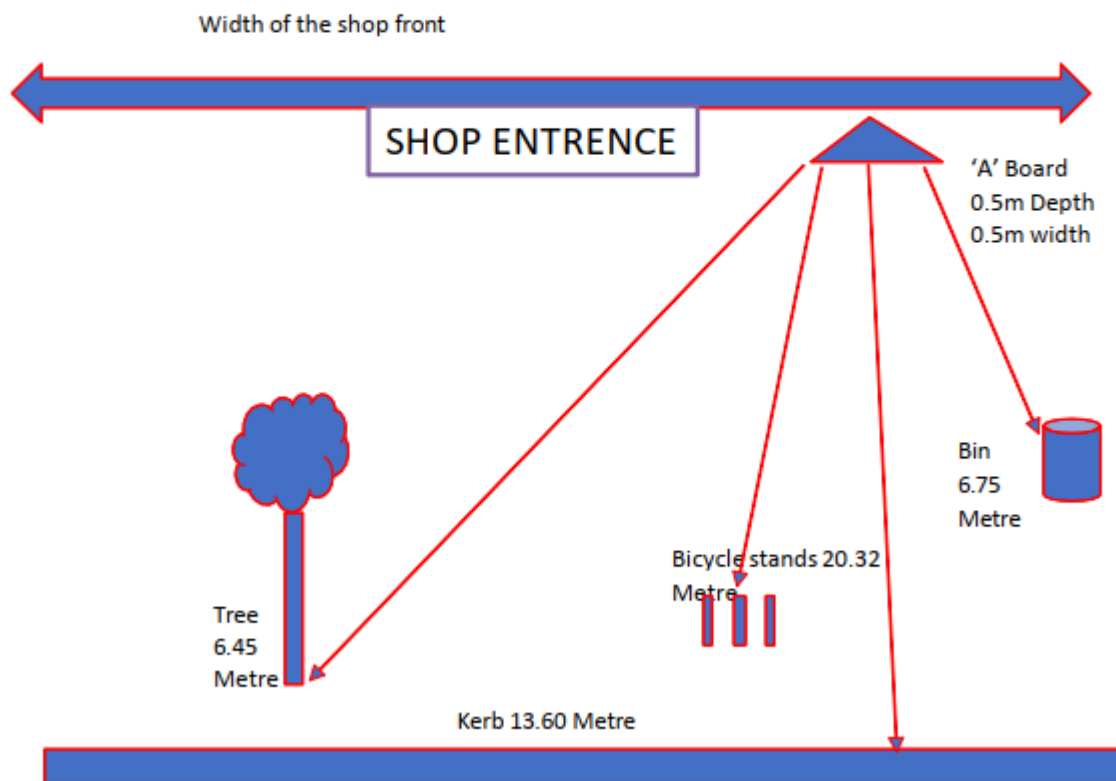 Width of the shop front
SHOP ENTRENCE
‘A’ Board
0.5m Depth
0.5m width
Bin
6.75
Metre
Bicycle stands 20.32
Metre
Tree
6.45
Metre
Kerb 13.60 Metre